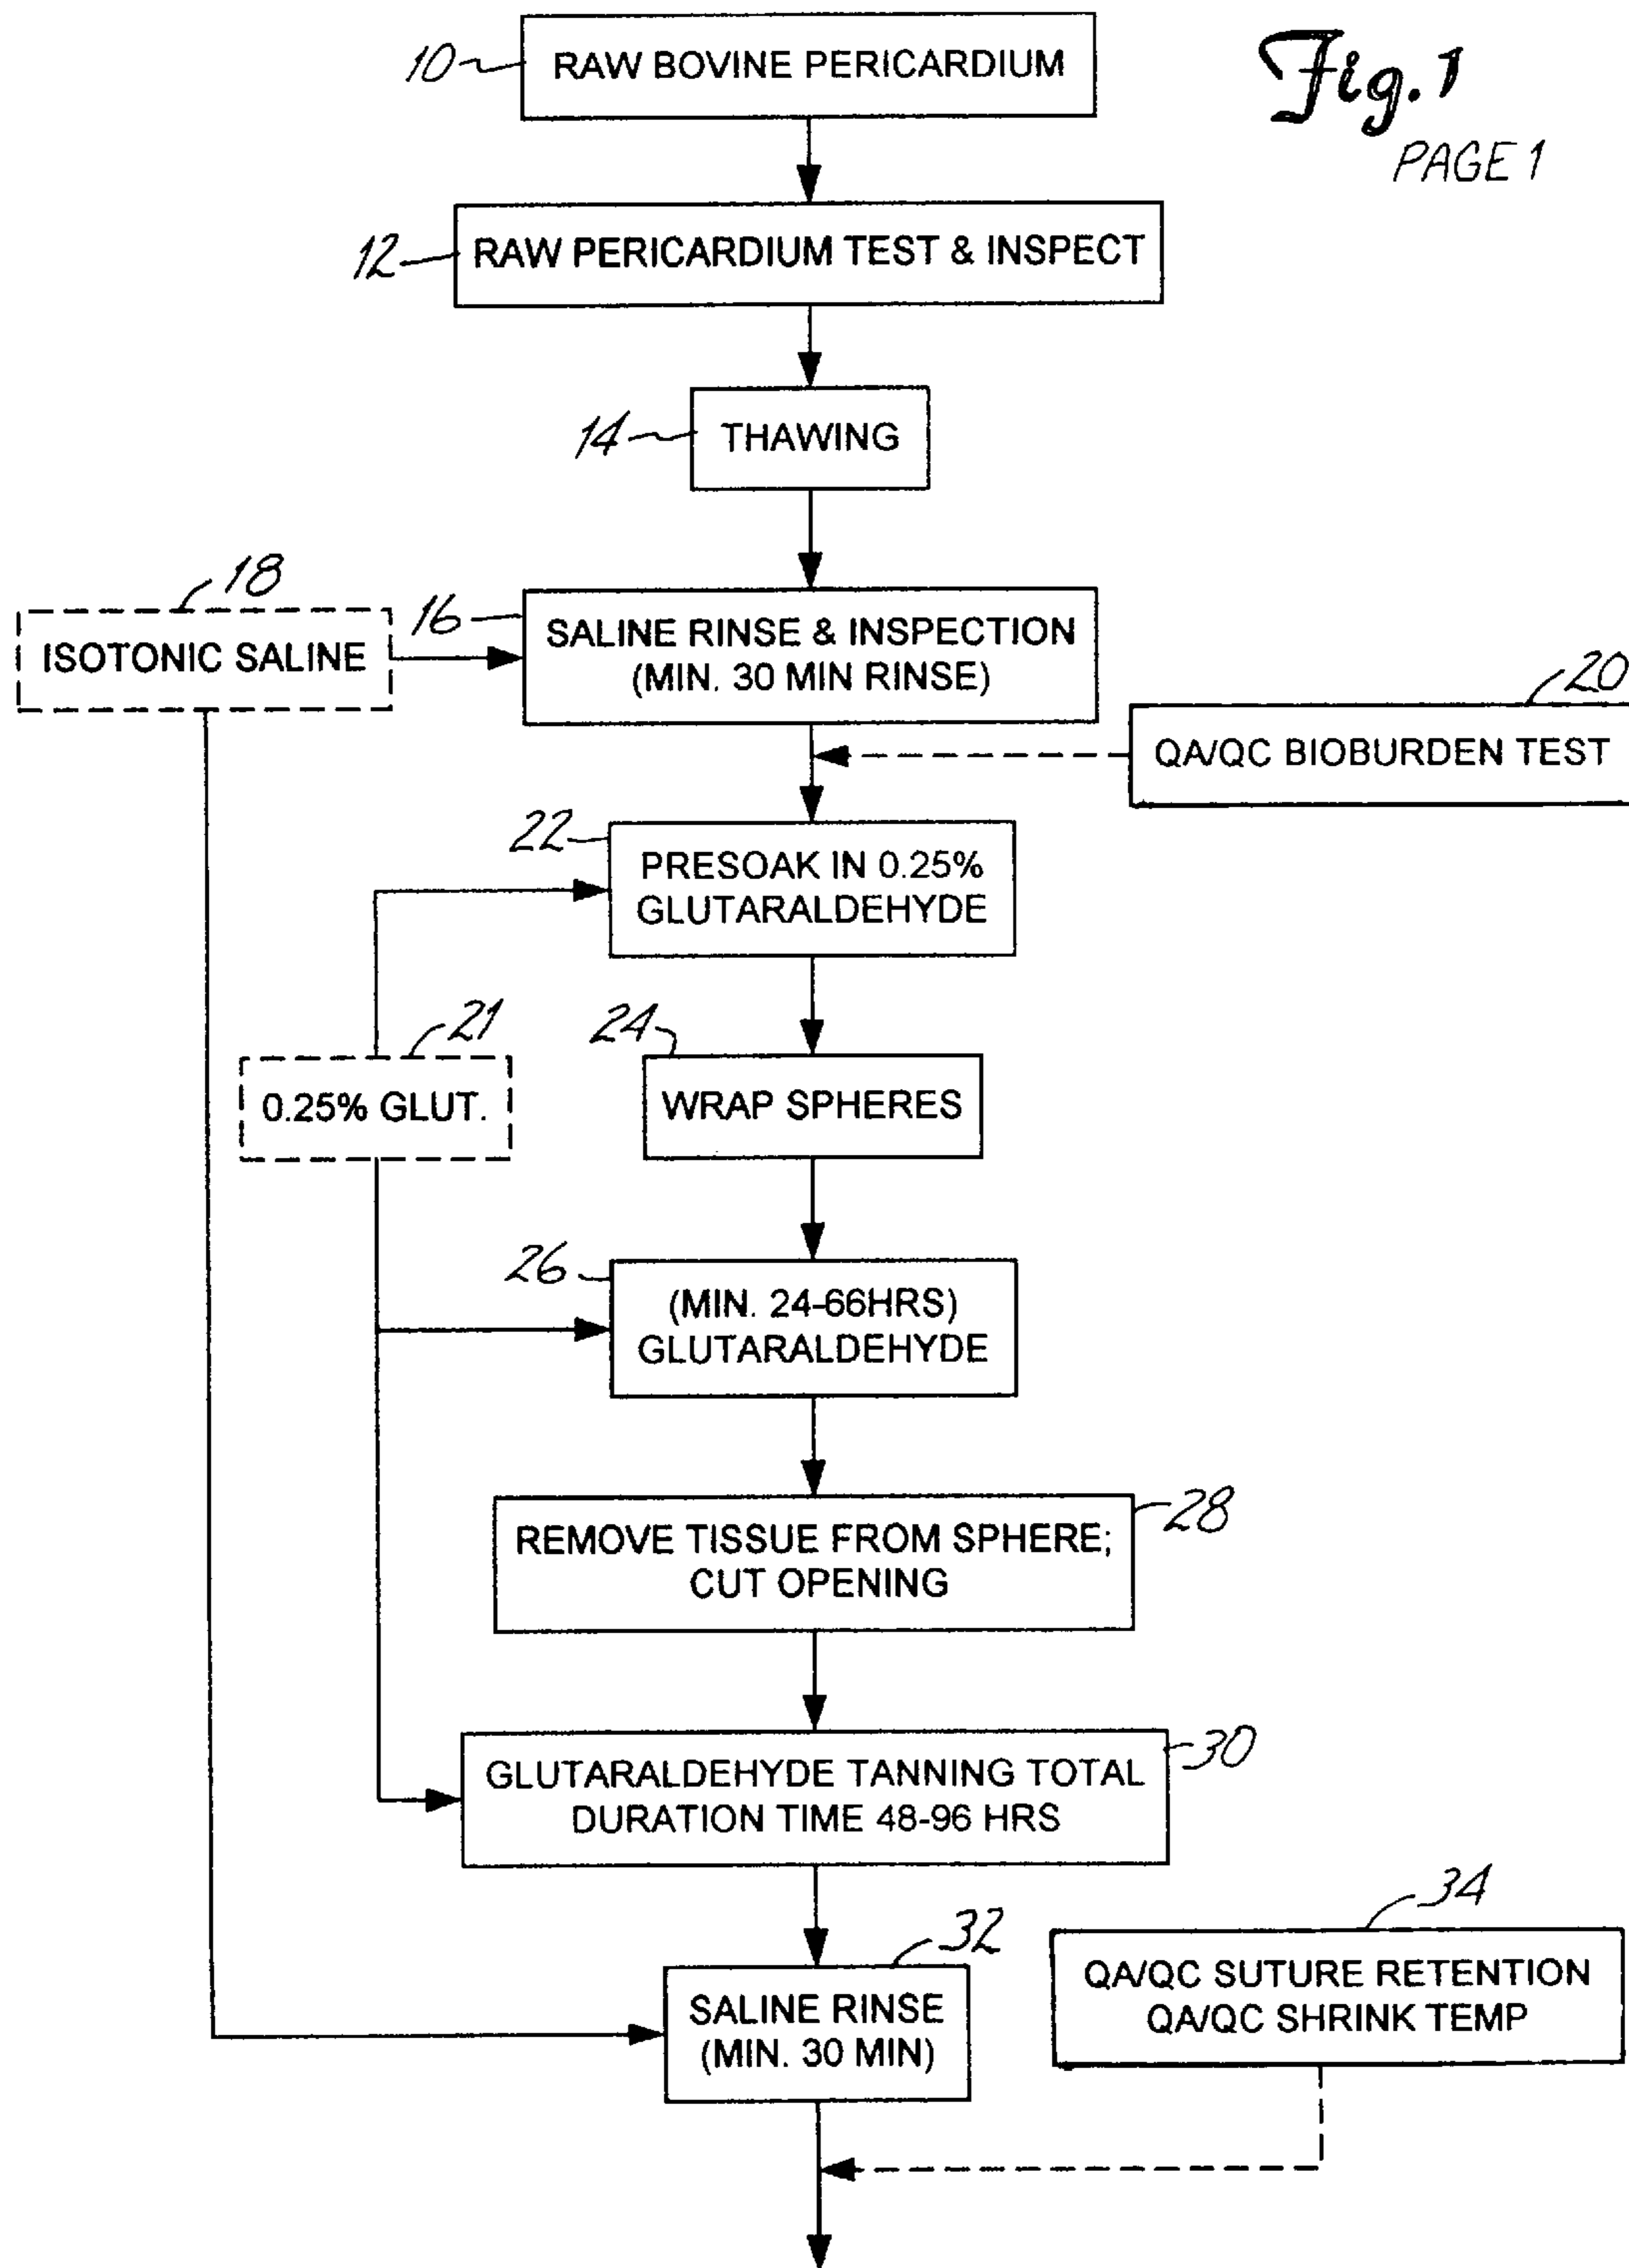 Fig. 1
PAGE 1
10
RAW BOVINE PERICARDIUM
12
RAW PERICARDIUM TEST & INSPECT
14
THAWING
18
ISOTONIC SALINE
16
SALINE RINSE & INSPECTION
(MIN. 30 MIN RINSE)
20
QA/QC BIOBURDEN TEST
22
PRESOAK IN 0.25%
GLUTARALDEHYDE
21
0.25% GLUT.
24
WRAP SPHERES
26
(MIN. 24-66HRS)
GLUTARALDEHYDE
28
REMOVE TISSUE FROM SPHERE;
CUT OPENING
30
GLUTARALDEHYDE TANNING TOTAL
DURATION TIME 48-96 HRS
32
SALINE RINSE
(MIN. 30 MIN)
34
QA/QC SUTURE RETENTION
QA/QC SHRINK TEMP